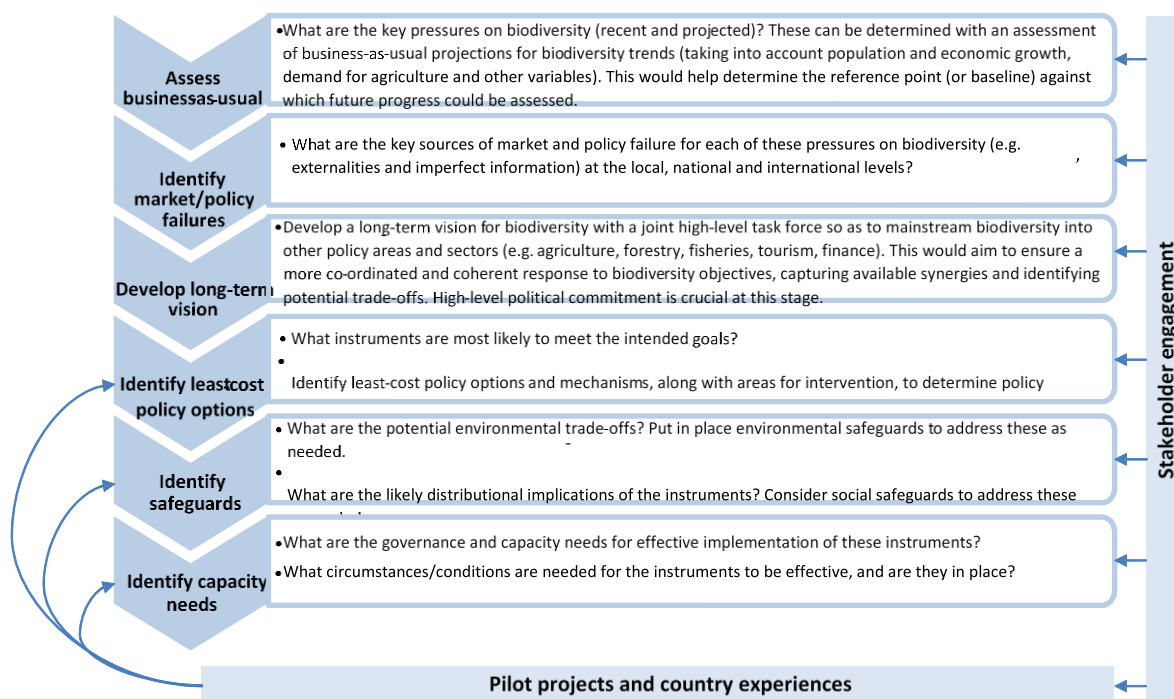 Assess
businessas-usual
•What are the key pressures on biodiversity (recent and projected)? These can be determined with an assessment
of business-as-usual projections for biodiversity trends (taking into account population and economic growth,
demand for agriculture and other variables). This would help determine the reference point (or baseline) against
which future progress could be assessed.
Identify
market/policy
failures
• What are the key sources of market and policy failure for each of these pressures on biodiversity (e.g. ,
externalities and imperfect information) at the local, national and international levels?
Develop long-term
vision
•Develop a long-term vision for biodiversity with a joint high-level task force so as to mainstream biodiversity into
other policy areas and sectors (e.g. agriculture, forestry, fisheries, tourism, finance). This would aim to ensure a
more co-ordinated and coherent response to biodiversity objectives, capturing available synergies and identifying
potential trade-offs. High-level political commitment is crucial at this stage.
Identify leastcost
policy options
• What instruments are most likely to meet the intended goals?
•
Identify least-cost policy options and mechanisms, along with areas for intervention, to determine policy
Identify
safeguards
• What are the potential environmental trade-offs? Put in place environmental safeguards to address these as
needed.
•
What are the likely distributional implications of the instruments? Consider social safeguards to address these
Identify capacity
needs
•What are the governance and capacity needs for effective implementation of these instruments?
•What circumstances/conditions are needed for the instruments to be effective, and are they in place?
Stakeholder engagement
Pilot projects and country experiences